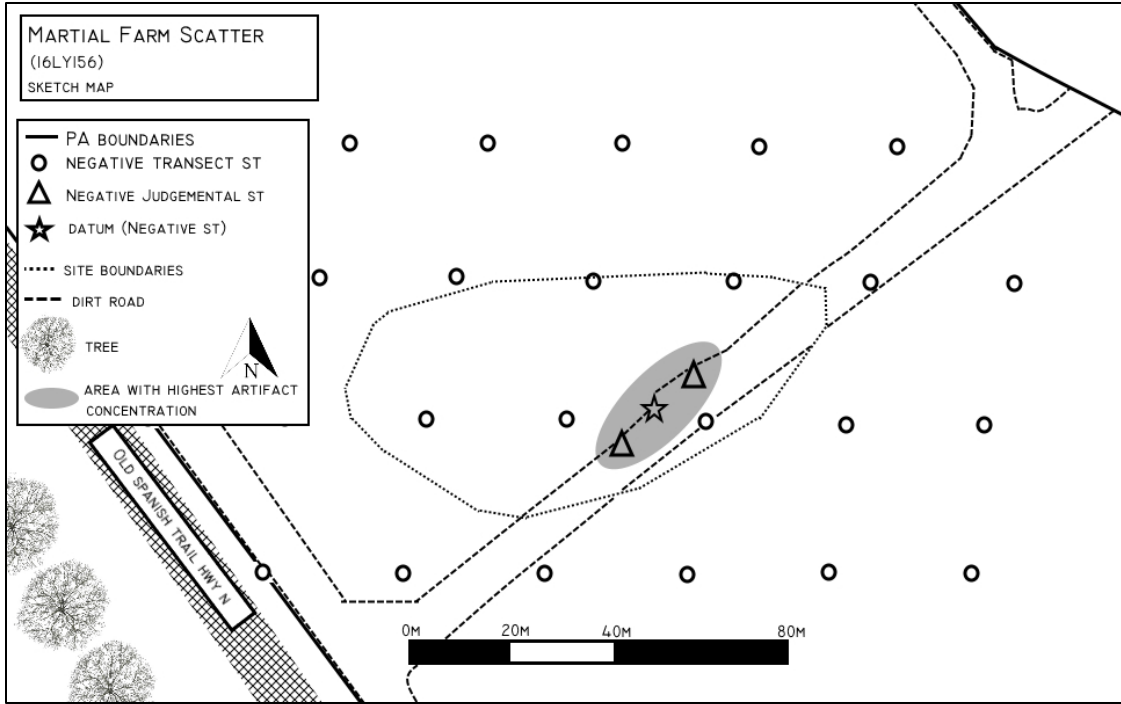 MARTIAL FARM SCATTER
(16LY156)
SKETCH MAP
PA BOUNDARIES
NEGATIVE TRANSECT ST
NEGATIVE JUDGEMENTAL ST
DATUM (NEGATIVE ST)
SITE BOUNDARIES
DIRT ROAD
TREE
N
AREA WITH HIGHEST ARTIFACT
CONCENTRATION
OLD SPANISH TRAIL HWY N
0M 20M 40M 80M